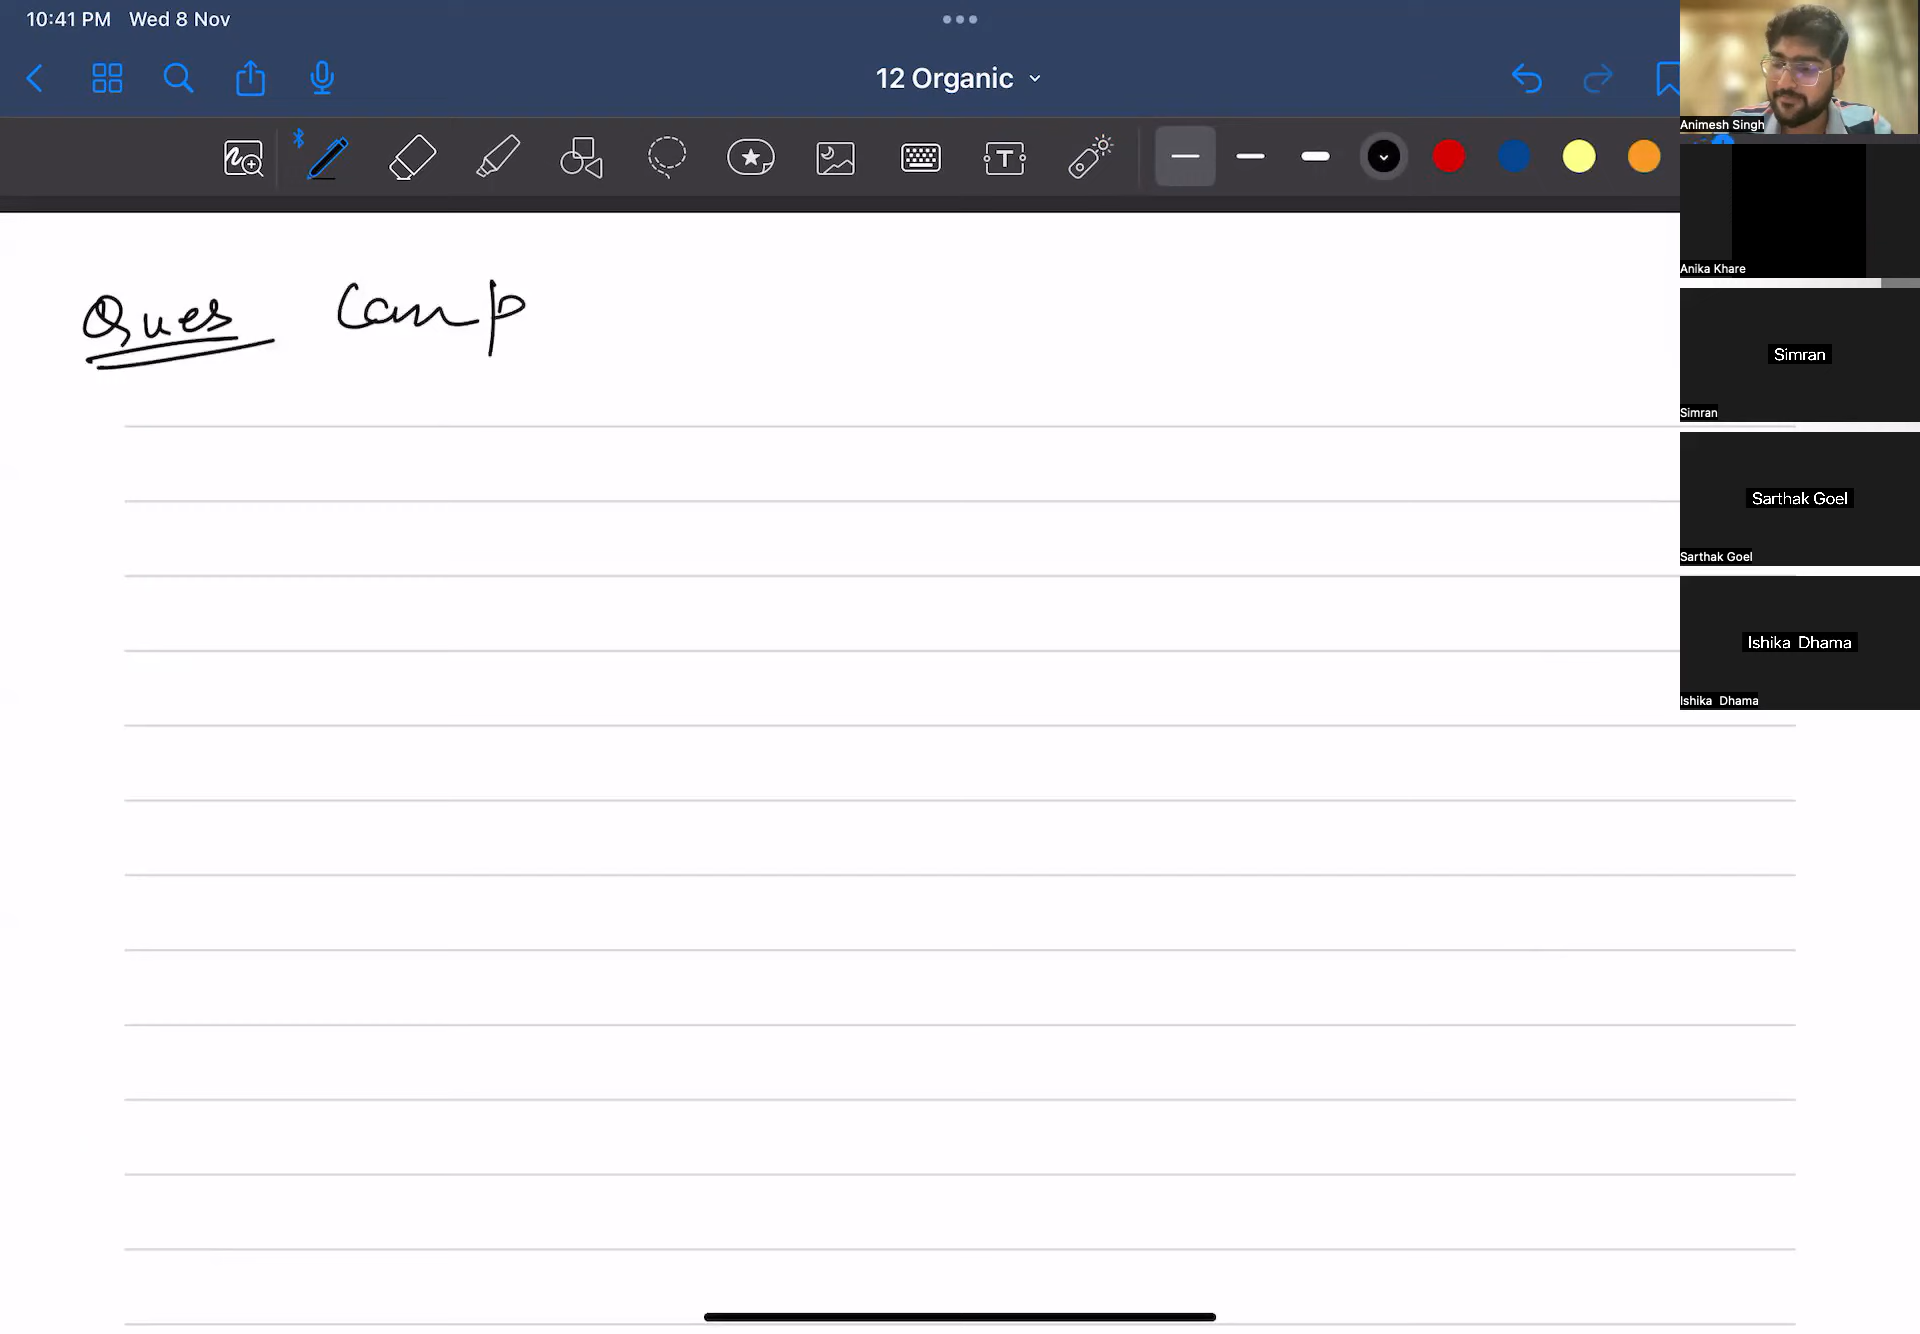 10:41 PM Wed 8 Nov
12 Organic
T
Animesh Singh
Anika Khare
Ques Comp
Simran
Simran
Sarthak Goel
Sarthak Goel
Ishika Dhama
Ishika Dhama